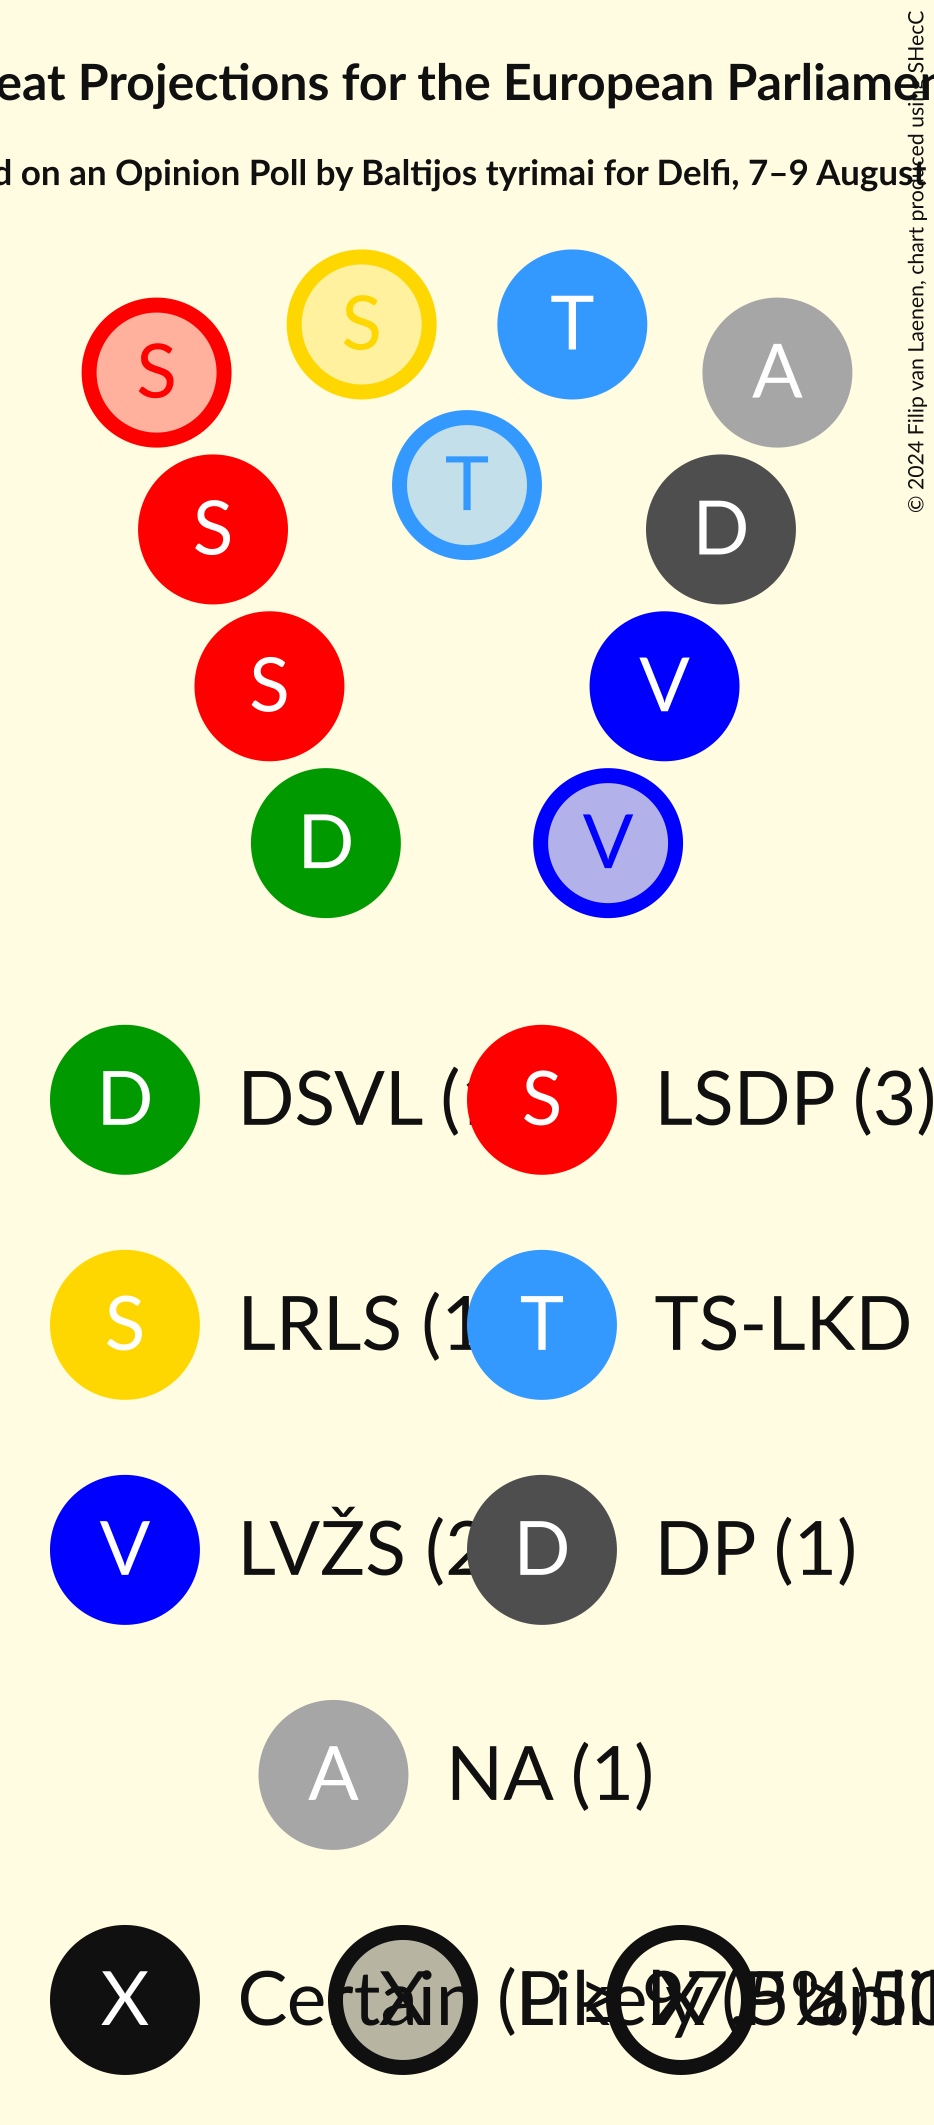 eat Projections for the European Parliamen
d on an Opinion Poll by Baltijos tyrimai for Delfi, 7–9 August
© 2024 Filip van Laenen, chart produced using SHecC
S S T A
T
S D
S V
D V
D DSVL ( S LSDP (3)
S LRLS (1 T TS-LKD
V LVŽS (2 D DP (1)
A NA (1)
X Certain (P ≥ 97.5%) X Likely (P ≥ 50 X